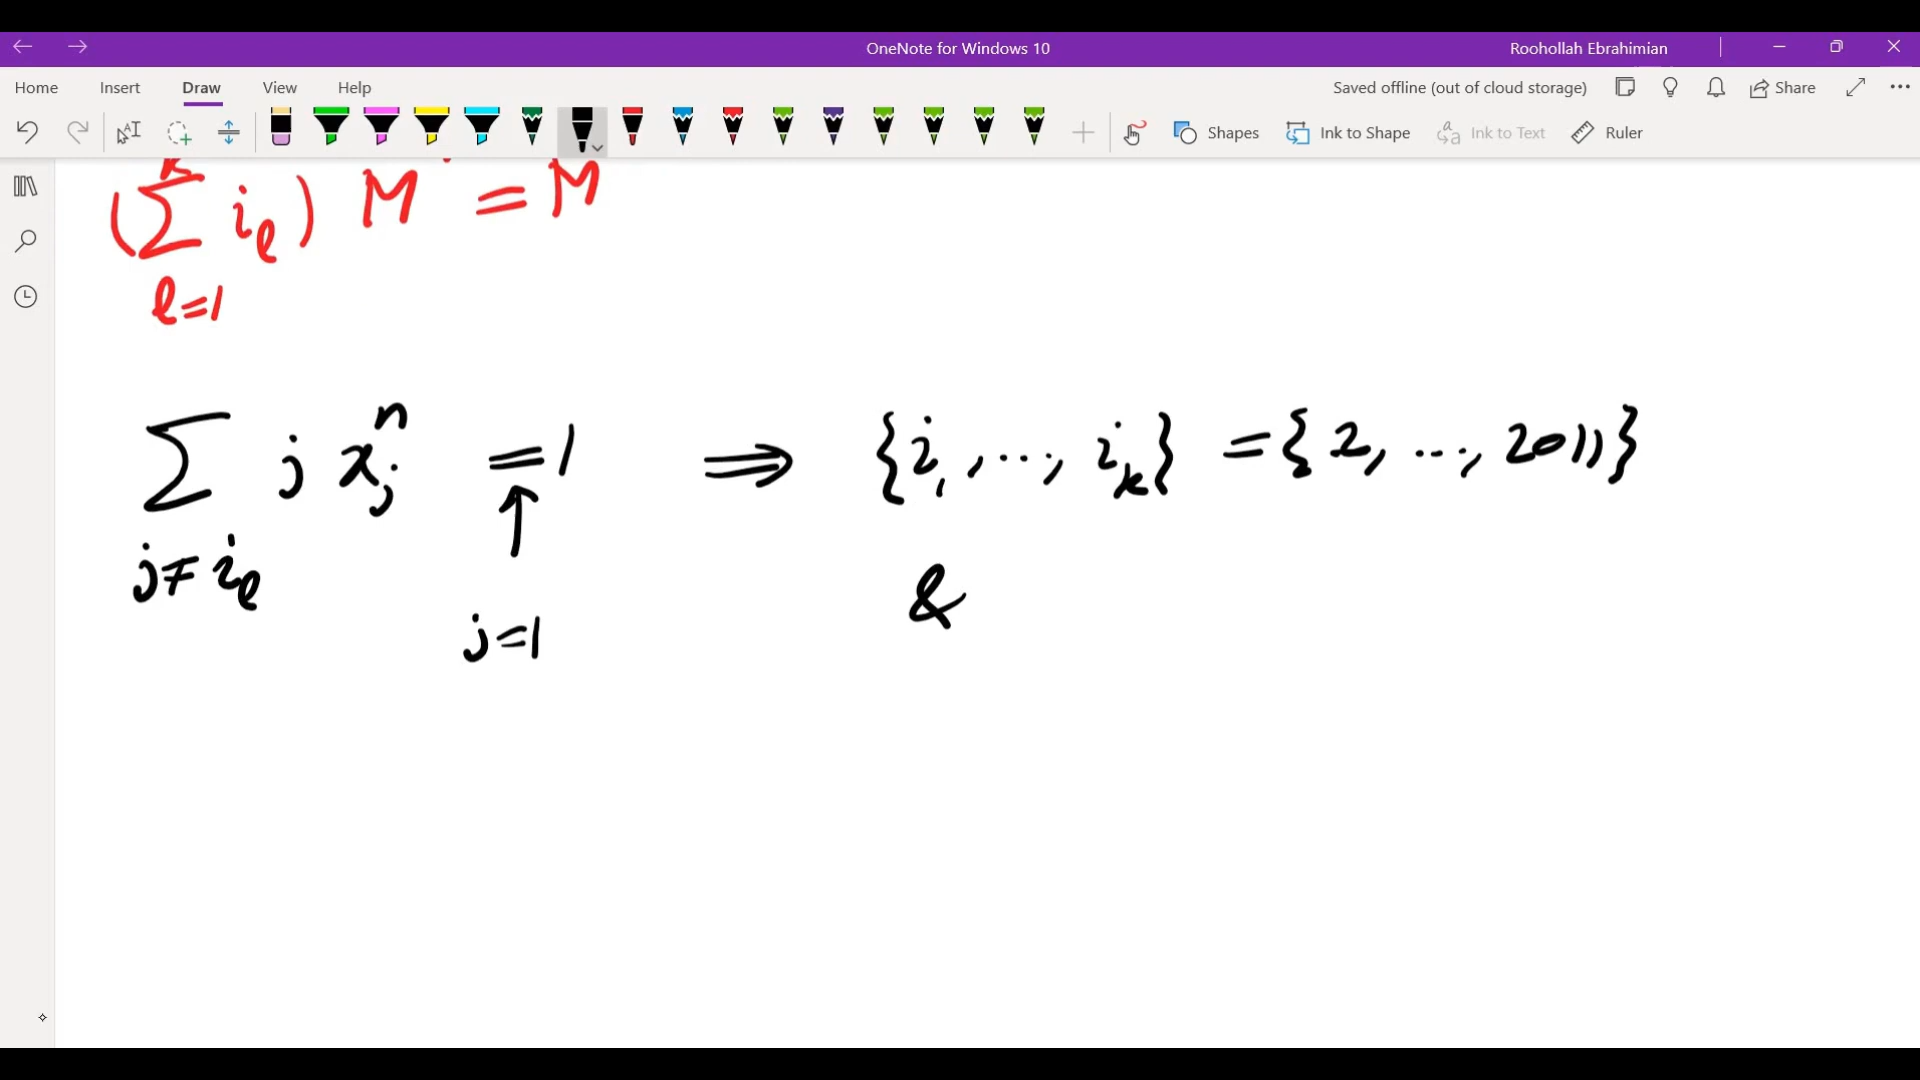 OneNote for Windows 10
Roohollah Ebrahimian
Home Insert Draw View Help
Saved offline (out of cloud storage) Share
Shapes Ink to Shape Ink to Text Ruler
k
(∑ i_ℓ) M = M
ℓ=1
∑ j x_j^n = 1 ⟹ {i_1, ..., i_k} = {2, ..., 2011}
j≠i_ℓ
↑
&
j=1